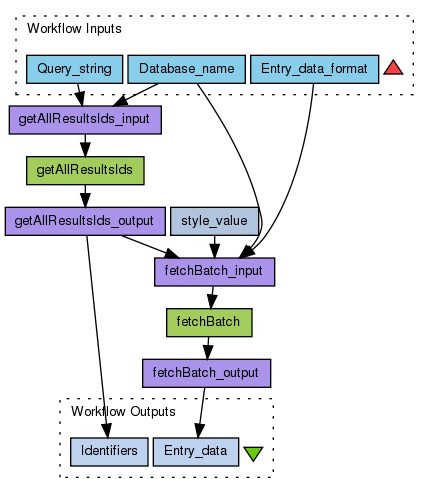 Workflow Inputs
Query_string
Database_name
Entry_data_format
getAllResultsIds_input
getAllResultsIds
getAllResultsIds_output
style_value
fetchBatch_input
fetchBatch
fetchBatch_output
Workflow Outputs
Identifiers
Entry_data